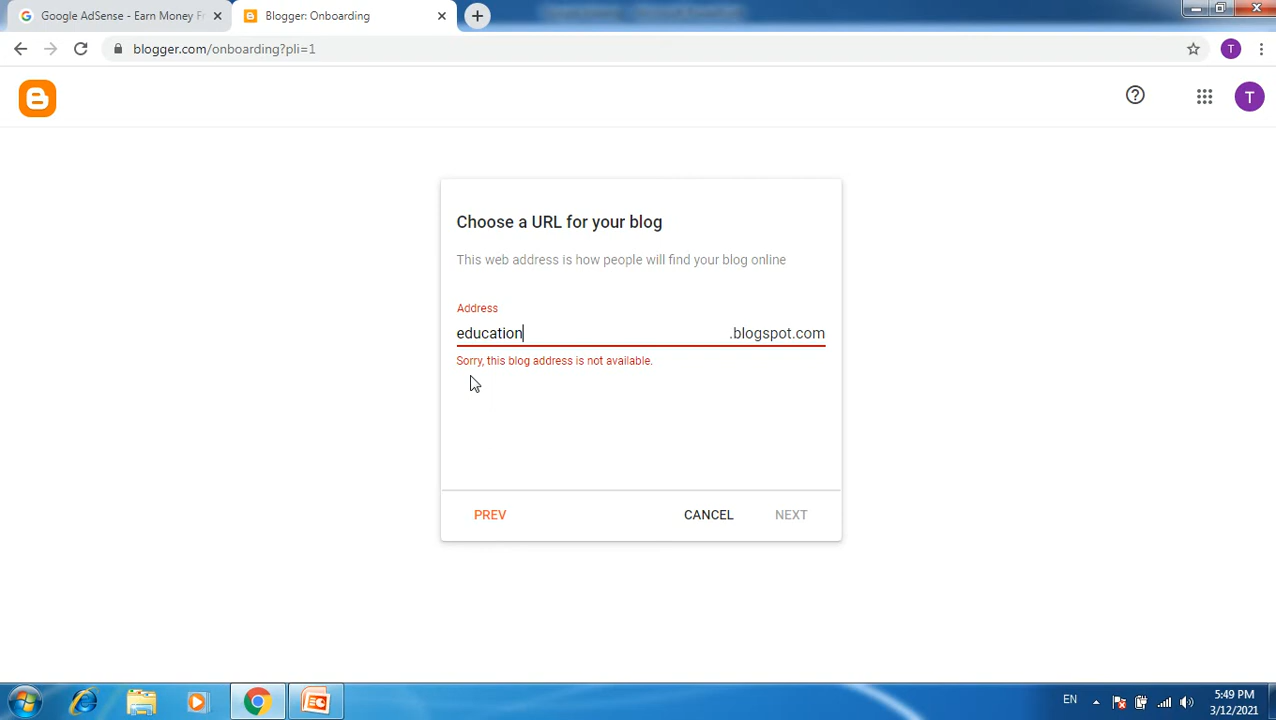 Google AdSense - Earn Money Fr
Blogger: Onboarding
blogger.com/onboarding?pli=1
T
T
Choose a URL for your blog
This web address is how people will find your blog online
Address
education .blogspot.com
Sorry, this blog address is not available.
PREV CANCEL NEXT
EN
5:49 PM
3/12/2021